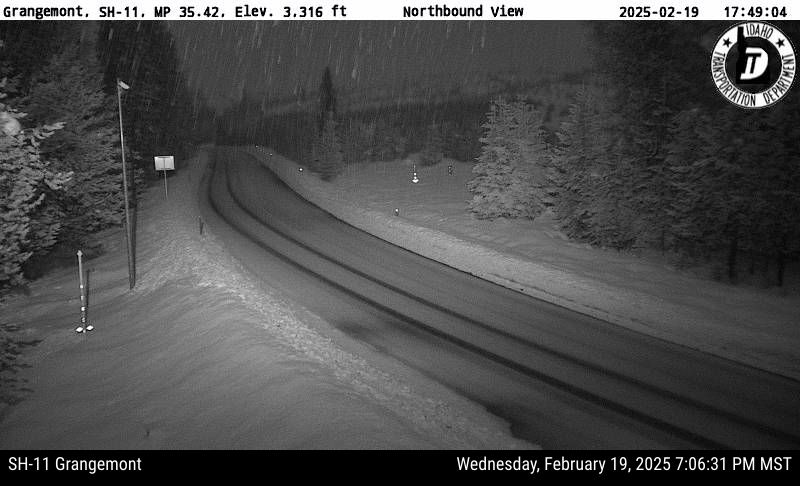 Grangemont, SH-11, MP 35.42, Elev. 3,316 ft Northbound View 2025-02-19 17:49:04
IDAHO TRANSPORTATION DEPARTMENT
SH-11 Grangemont Wednesday, February 19, 2025 7:06:31 PM MST